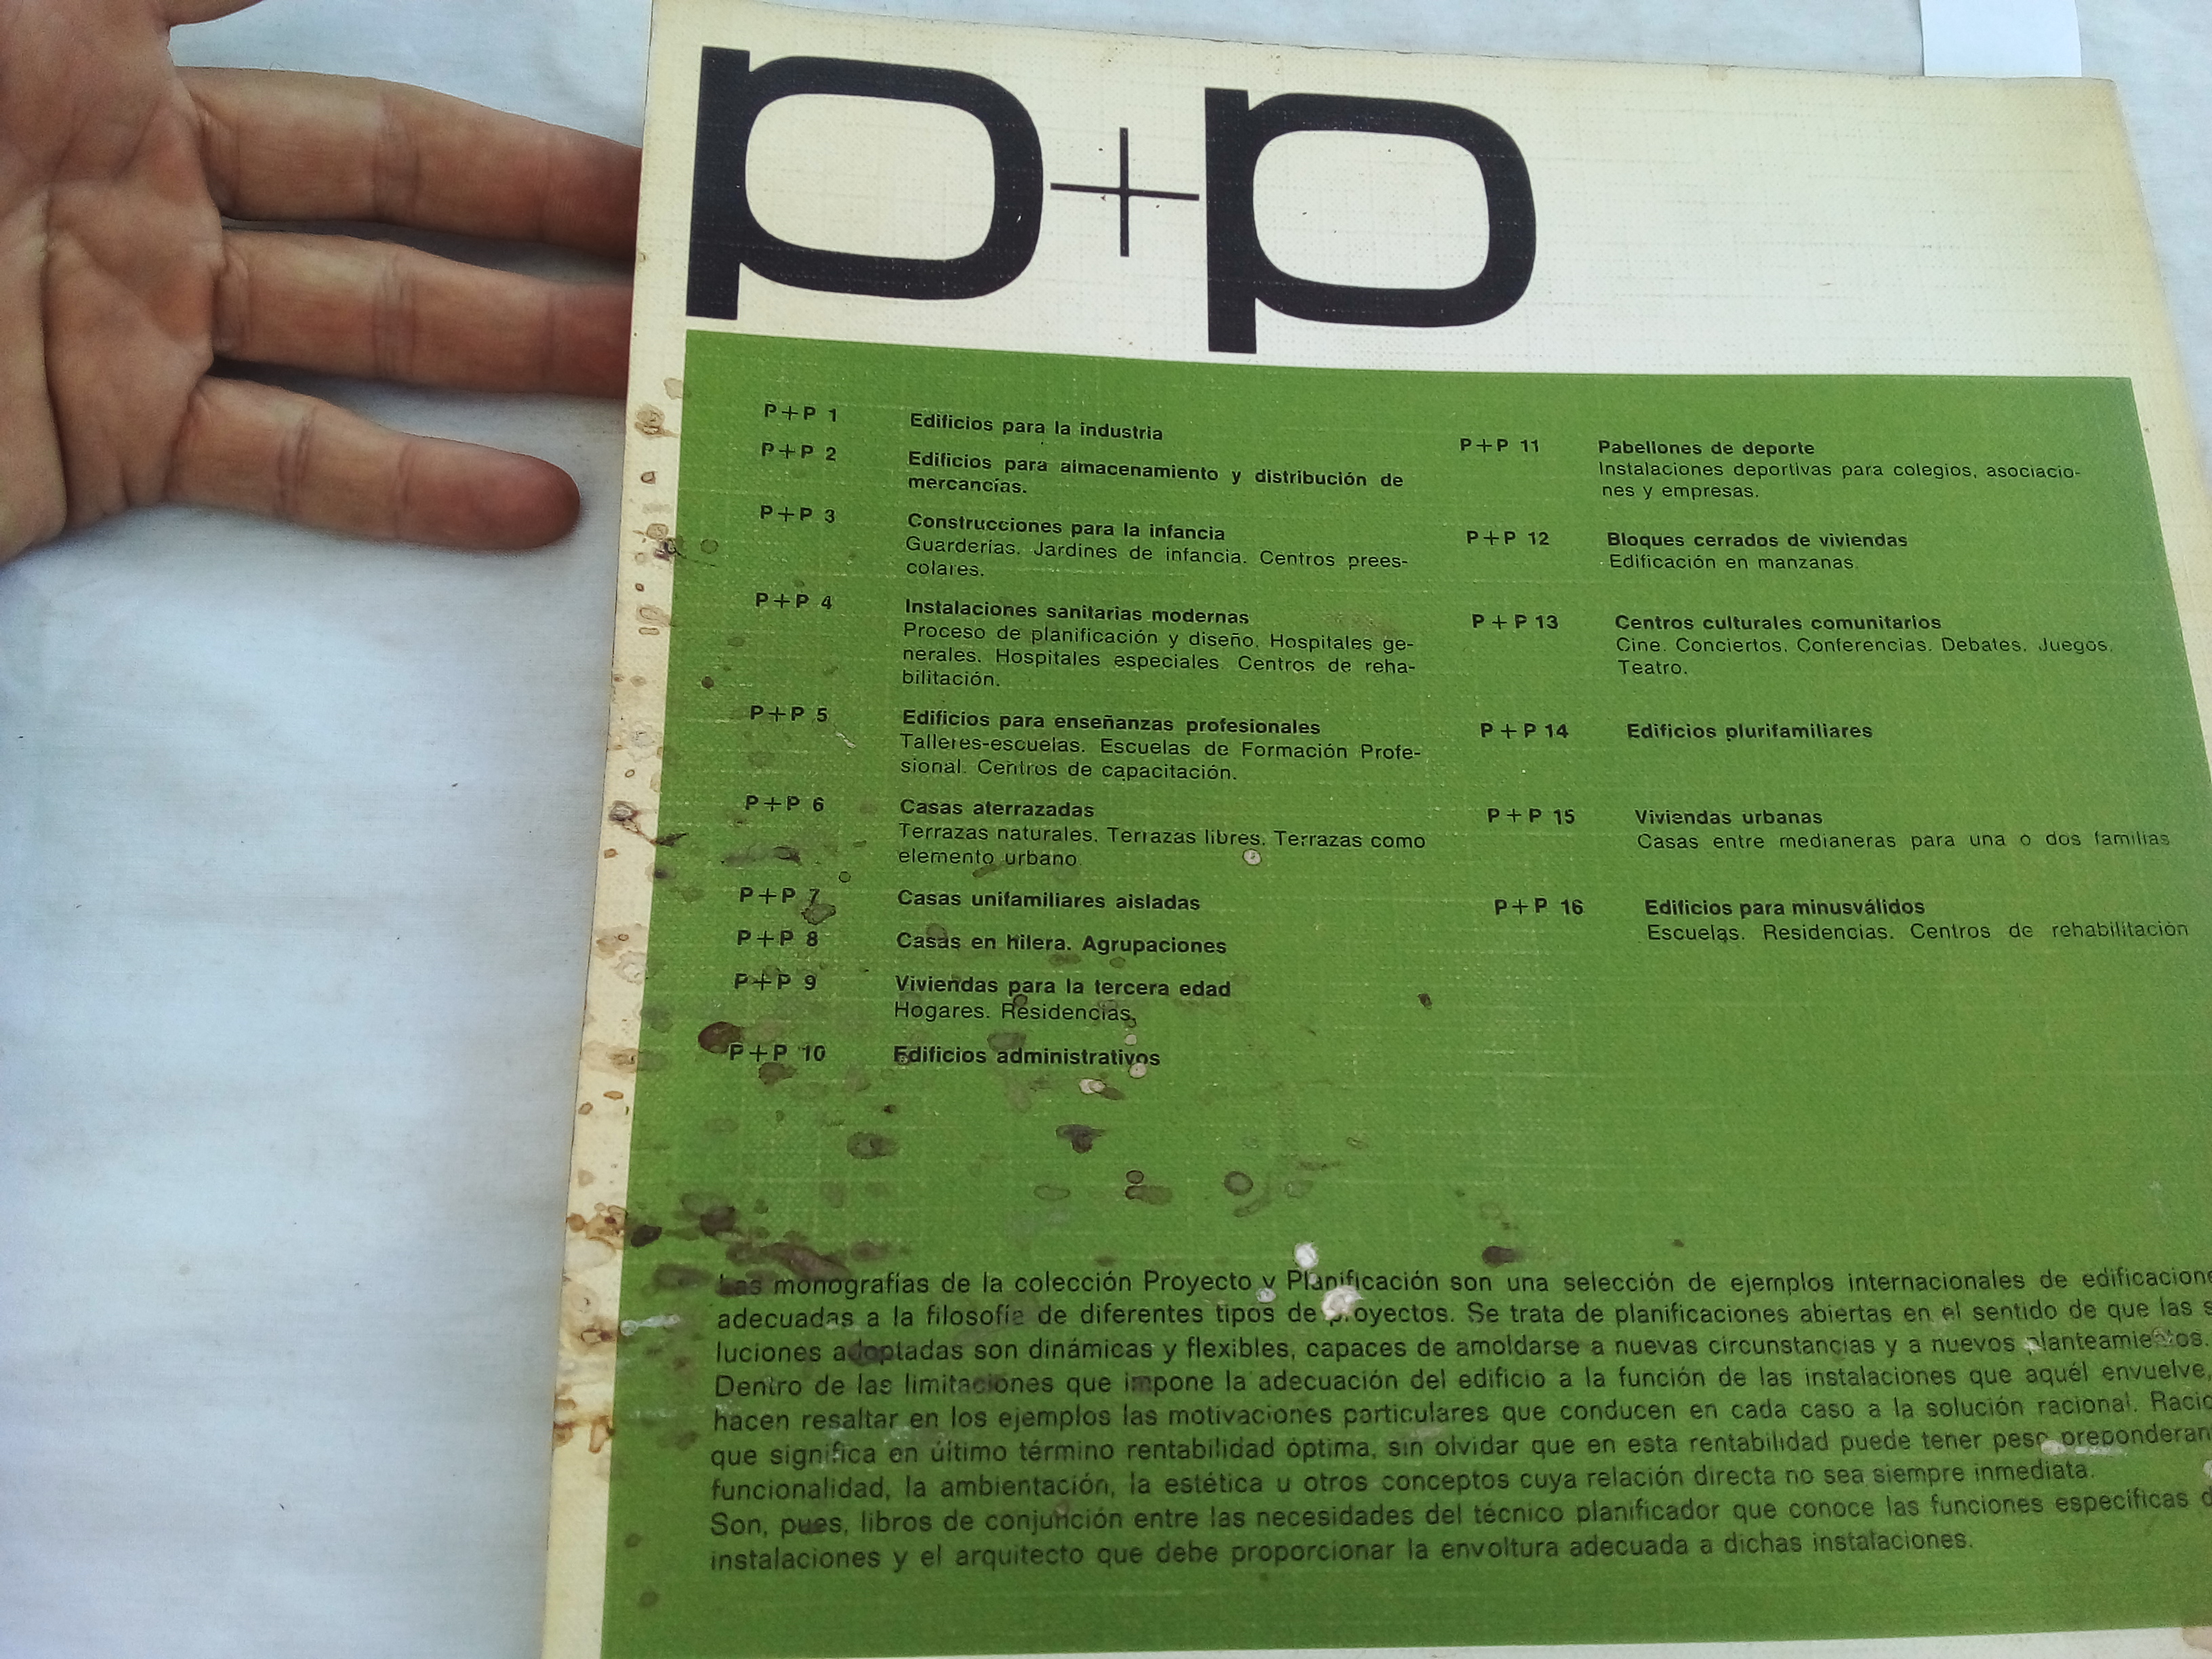 p+p
P+P 1 Edificios para la industria
P+P 2 Edificios para almacenamiento y distribución de
mercancías.
P+P 3 Construcciones para la infancia
Guarderías. Jardines de infancia. Centros prees-
colares.
P+P 4 Instalaciones sanitarias modernas
Proceso de planificación y diseño. Hospitales ge-
nerales. Hospitales especiales. Centros de reha-
bilitación.
P+P 5 Edificios para enseñanzas profesionales
Talleres-escuelas. Escuelas de Formación Profe-
sional. Centros de capacitación.
P+P 6 Casas aterrazadas
Terrazas naturales. Terrazas libres. Terrazas como
elemento urbano
P+P 7 Casas unifamiliares aisladas
P+P 8 Casas en hilera. Agrupaciones
P+P 9 Viviendas para la tercera edad
Hogares. Residencias.
P+P 10 Edificios administrativos
P+P 11 Pabellones de deporte
Instalaciones deportivas para colegios, asociacio-
nes y empresas.
P+P 12 Bloques cerrados de viviendas
Edificación en manzanas.
P+P 13 Centros culturales comunitarios
Cine. Conciertos. Conferencias. Debates. Juegos.
Teatro.
P+P 14 Edificios plurifamiliares
P+P 15 Viviendas urbanas
Casas entre medianeras para una o dos familias
P+P 16 Edificios para minusválidos
Escuelas. Residencias. Centros de rehabilitación
Las monografías de la colección Proyecto y Planificación son una selección de ejemplos internacionales de edificacione
adecuadas a la filosofía de diferentes tipos de proyectos. Se trata de planificaciones abiertas en el sentido de que las s
luciones adoptadas son dinámicas y flexibles, capaces de amoldarse a nuevas circunstancias y a nuevos planteamientos.
Dentro de las limitaciones que impone la adecuación del edificio a la función de las instalaciones que aquél envuelve,
hacen resaltar en los ejemplos las motivaciones particulares que conducen en cada caso a la solución racional. Racio
que significa en último término rentabilidad óptima, sin olvidar que en esta rentabilidad puede tener peso preponderan
funcionalidad, la ambientación, la estética u otros conceptos cuya relación directa no sea siempre inmediata.
Son, pues, libros de conjunción entre las necesidades del técnico planificador que conoce las funciones específicas d
instalaciones y el arquitecto que debe proporcionar la envoltura adecuada a dichas instalaciones.